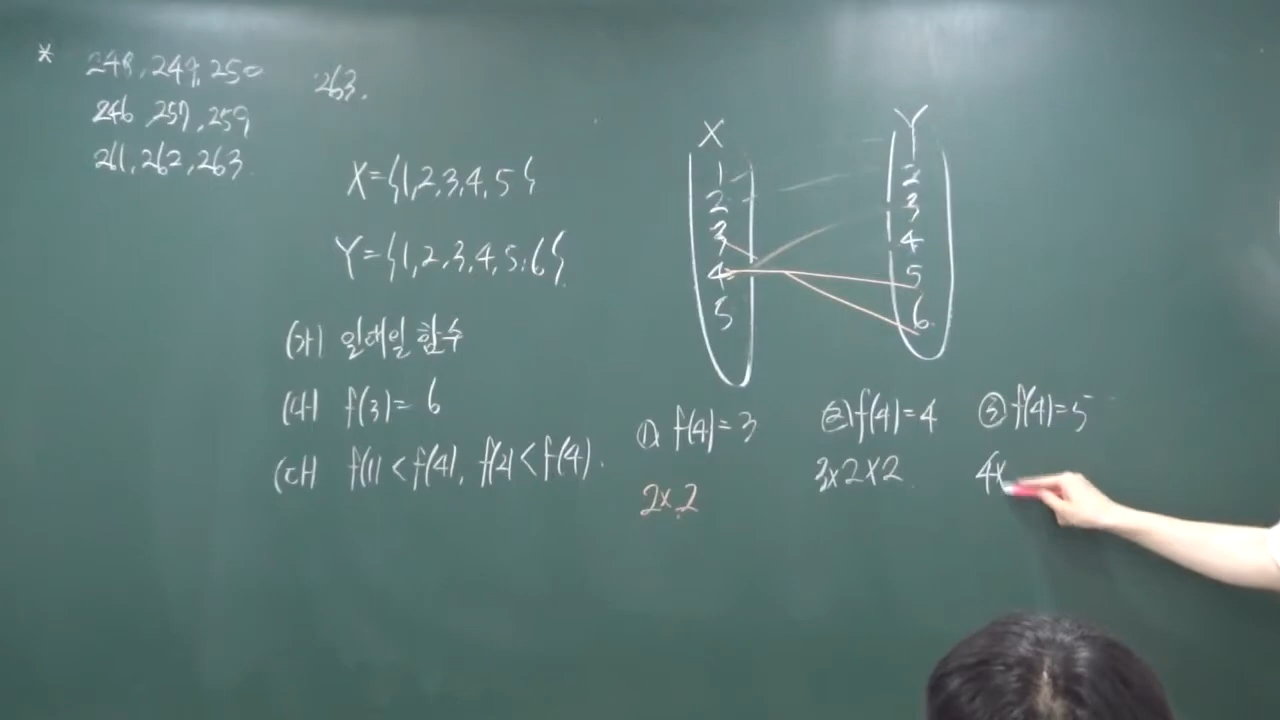 * 248, 249, 250
263.
246, 257, 259
261, 262, 263
X={1,2,3,4,5}
Y={1,2,3,4,5,6}
(가) 일대일 함수
(나) f(3)=6
(다) f(1)<f(4), f(2)<f(4).
X
1
2
3
4
5
Y
2
3
4
5
6
① f(4)=3
2×2
② f(4)=4
3×2×2
③ f(4)=5
4×